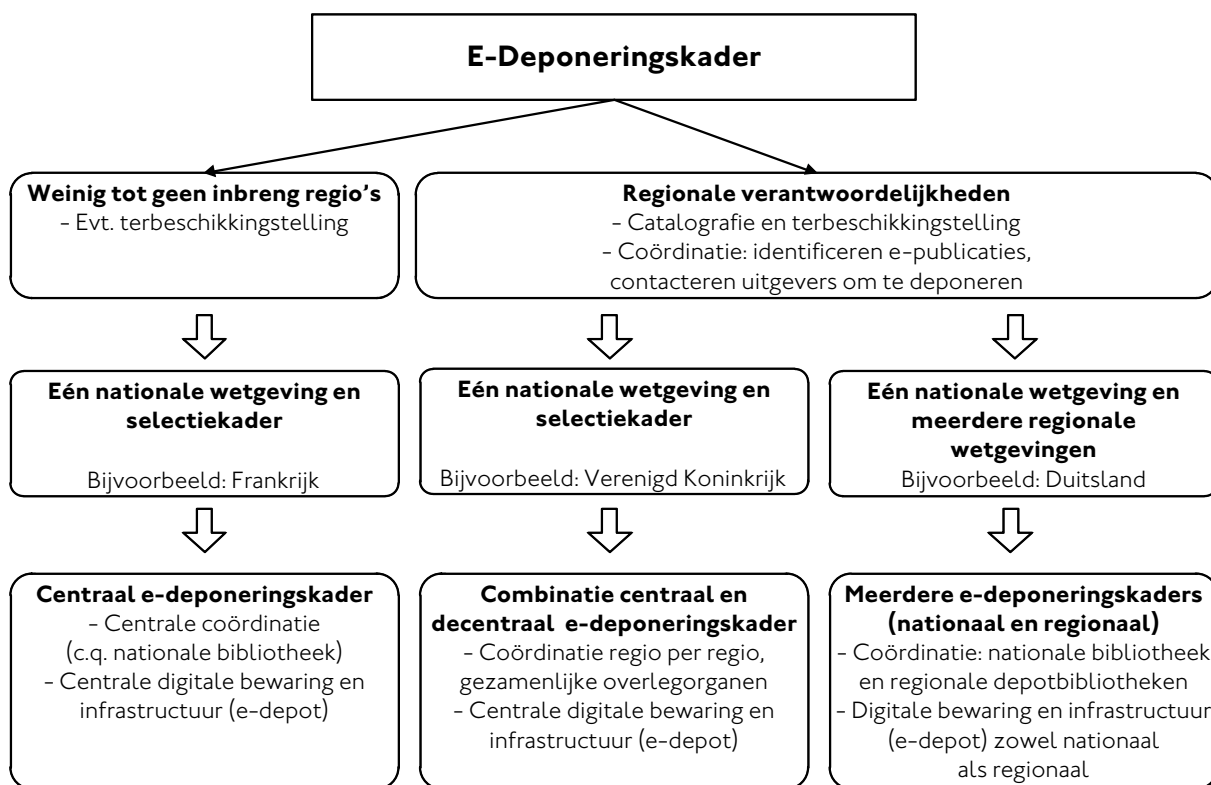 E-Deponeringskader
Weinig tot geen inbreng regio's
- Evt. terbeschikkingstelling
Regionale verantwoordelijkheden
- Catalografie en terbeschikkingstelling
- Coördinatie: identificeren e-publicaties,
contacteren uitgevers om te deponeren
Eén nationale wetgeving en
selectiekader
Bijvoorbeeld: Frankrijk
Eén nationale wetgeving en
selectiekader
Bijvoorbeeld: Verenigd Koninkrijk
Eén nationale wetgeving en
meerdere regionale
wetgevingen
Bijvoorbeeld: Duitsland
Centraal e-deponeringskader
- Centrale coördinatie
(c.q. nationale bibliotheek)
- Centrale digitale bewaring en
infrastructuur (e-depot)
Combinatie centraal en
decentraal e-deponeringskader
- Coördinatie regio per regio,
gezamenlijke overlegorganen
- Centrale digitale bewaring en
infrastructuur (e-depot)
Meerdere e-deponeringskaders
(nationaal en regionaal)
- Coördinatie: nationale bibliotheek
en regionale depotbibliotheken
- Digitale bewaring en infrastructuur
(e-depot) zowel nationaal
als regionaal